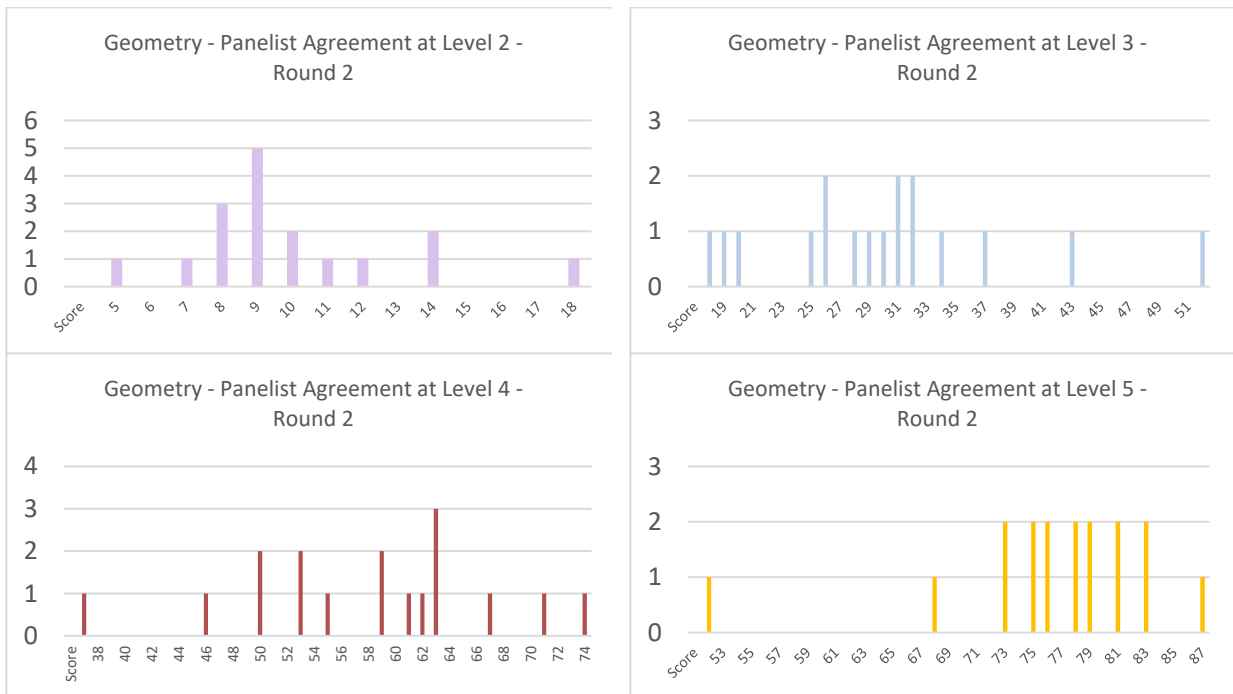 Geometry - Panelist Agreement at Level 2 -
Round 2
6
5
4
3
2
1
0
Score 5 6 7 8 9 10 11 12 13 14 15 16 17 18
Geometry - Panelist Agreement at Level 3 -
Round 2
3
2
1
0
Score 19 21 23 25 27 29 31 33 35 37 39 41 43 45 47 49 51
Geometry - Panelist Agreement at Level 4 -
Round 2
4
3
2
1
0
Score 38 40 42 44 46 48 50 52 54 56 58 60 62 64 66 68 70 72 74
Geometry - Panelist Agreement at Level 5 -
Round 2
3
2
1
0
Score 53 55 57 59 61 63 65 67 69 71 73 75 77 79 81 83 85 87